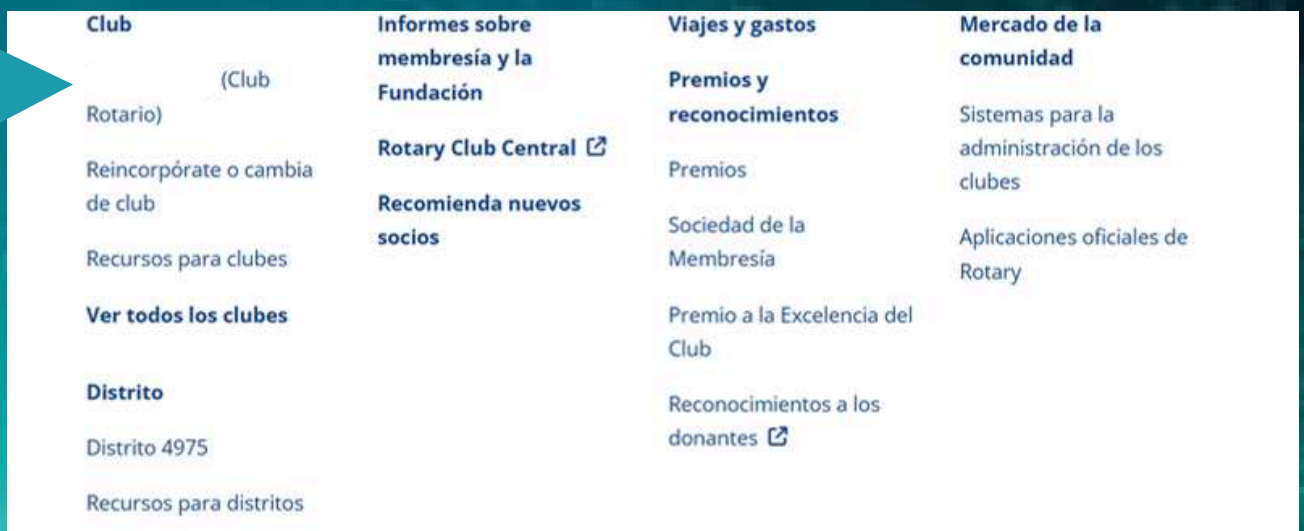 Club
(Club
Rotario)
Reincorpórate o cambia
de club
Recursos para clubes
Ver todos los clubes
Distrito
Distrito 4975
Recursos para distritos
Informes sobre
membresía y la
Fundación
Rotary Club Central
Recomienda nuevos
socios
Viajes y gastos
Premios y
reconocimientos
Premios
Sociedad de la
Membresía
Premio a la Excelencia del
Club
Reconocimientos a los
donantes
Mercado de la
comunidad
Sistemas para la
administración de los
clubes
Aplicaciones oficiales de
Rotary